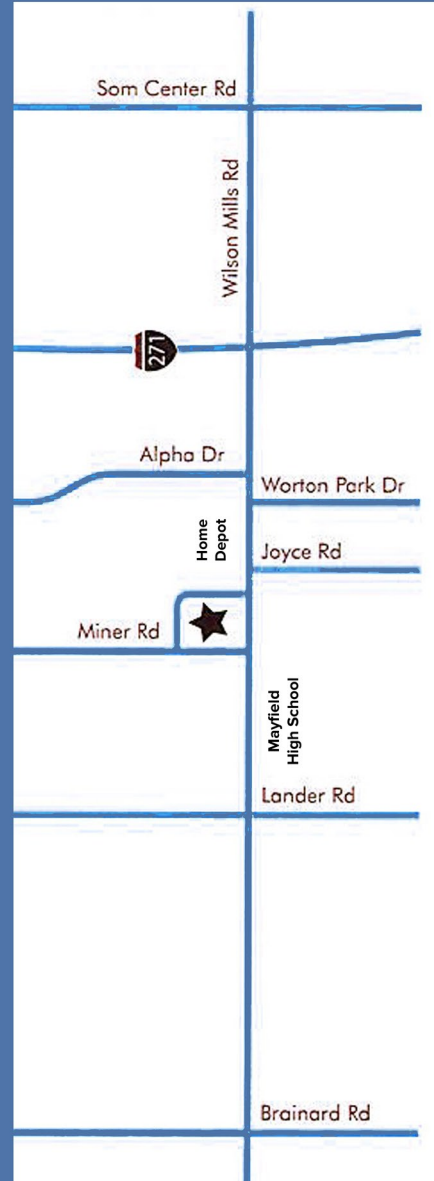 Som Center Rd
Wilson Mills Rd
271
Alpha Dr
Worton Park Dr
Home
Depot
Joyce Rd
Miner Rd
Mayfield
High School
Lander Rd
Brainard Rd